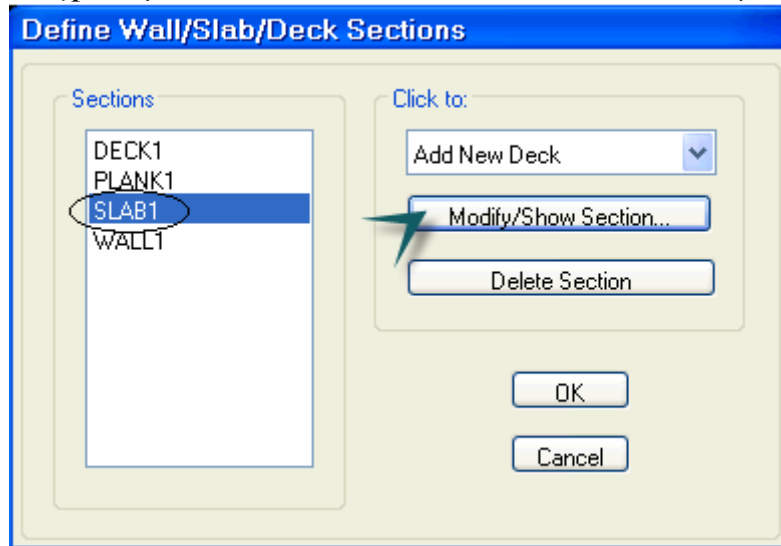 Define Wall/Slab/Deck Sections
Sections
DECK1
PLANK1
SLAB1
WALL1
Click to:
Add New Deck
Modify/Show Section...
Delete Section
OK
Cancel